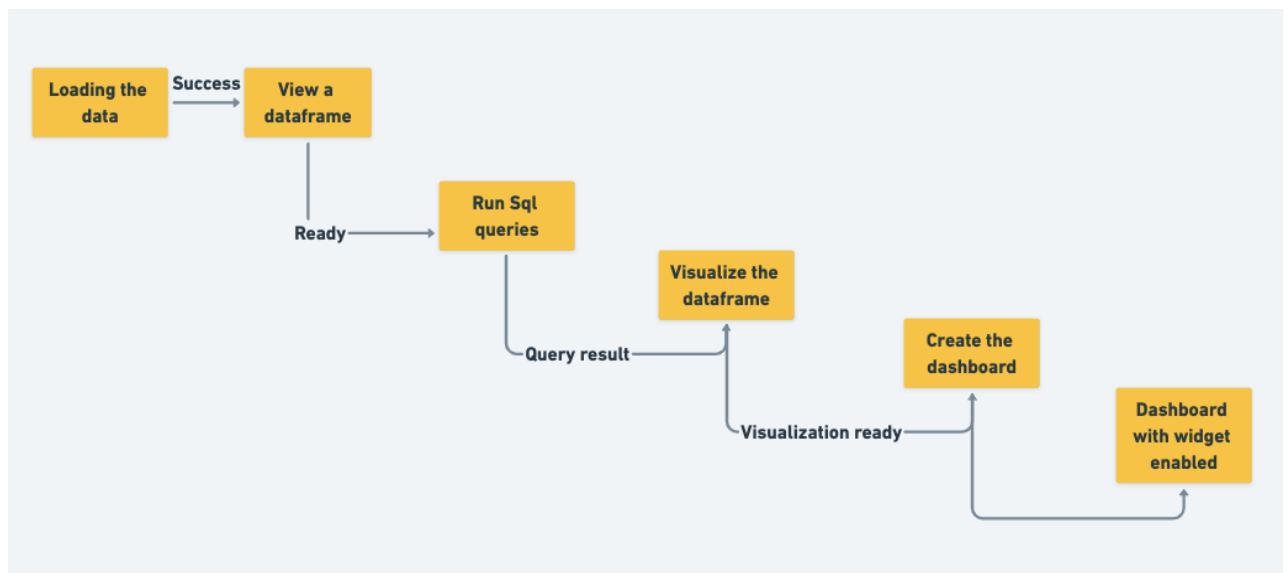 Loading the
data
Success
View a
dataframe
Ready
Run Sql
queries
Query result
Visualize the
dataframe
Visualization ready
Create the
dashboard
Dashboard
with widget
enabled